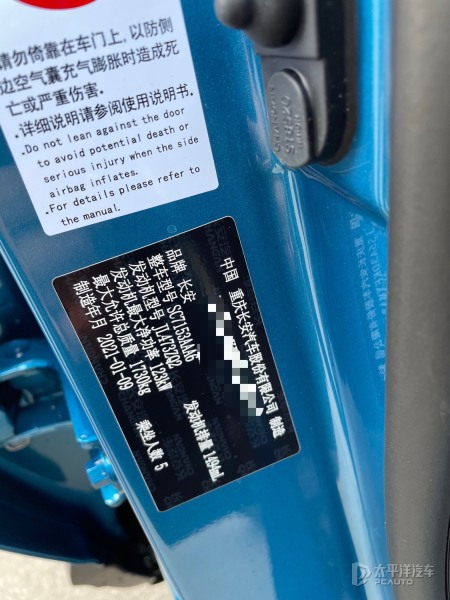 请勿倚靠在车门上,以防侧
边空气囊充气膨胀时造成死
亡或严重伤害.
.详细说明请参阅使用说明书.
.Do not lean against the door
to avoid potential death or
serious injury when the side
airbag inflates.
.For details please refer to
the manual.
中国 重庆长安汽车股份有限公司 制造
品牌 长安
整车型号 SC7153AAA6
发动机型号 JL473ZQ2
发动机最大净功率 128kW
最大允许总质量 1730kg
制造年月 2021-01-09
发动机排量 1494mL
乘坐人数 5
太平洋汽车
PCAUTO